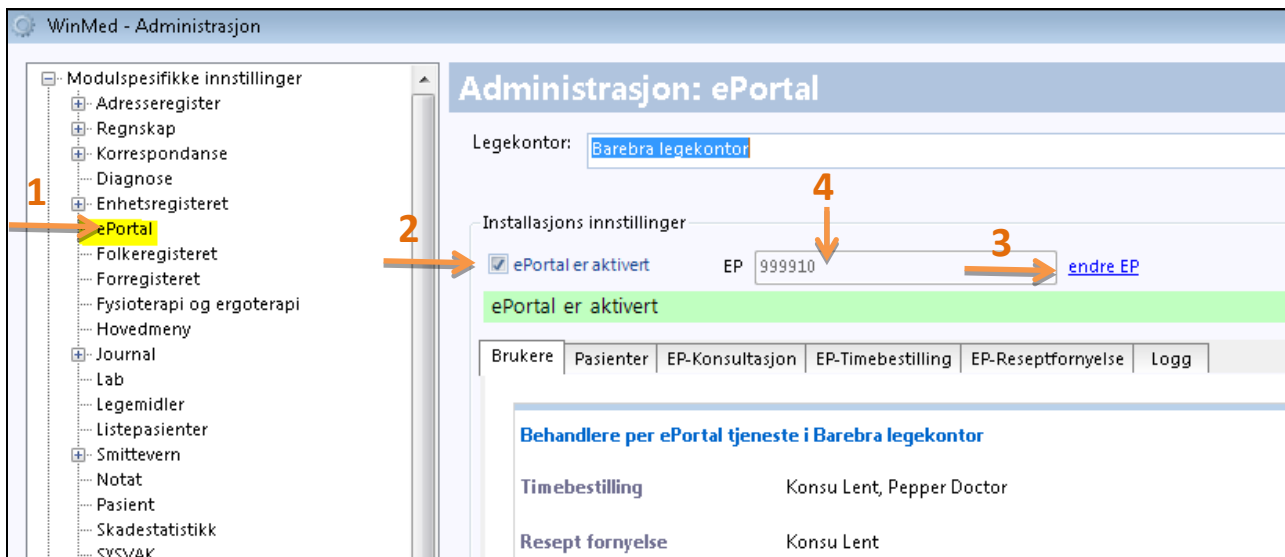 WinMed - Administrasjon
Modulspesifikke innstillinger
Adresseregister
Regnskap
Korrespondanse
Diagnose
1
Enhetsregisteret
ePortal
Folkeregisteret
Forregisteret
Fysioterapi og ergoterapi
Hovedmeny
Journal
Lab
Legemidler
Listepasienter
Smittevern
Notat
Pasient
Skadestatistikk
SYSVAK
Administrasjon: ePortal
Legekontor: Barebra legekontor
4
Installasjons innstillinger
2
3
ePortal er aktivert EP 999910 endre EP
ePortal er aktivert
Brukere Pasienter EP-Konsultasjon EP-Timebestilling EP-Reseptfornyelse Logg
Behandlere per ePortal tjeneste i Barebra legekontor
Timebestilling Konsu Lent, Pepper Doctor
Resept fornyelse Konsu Lent